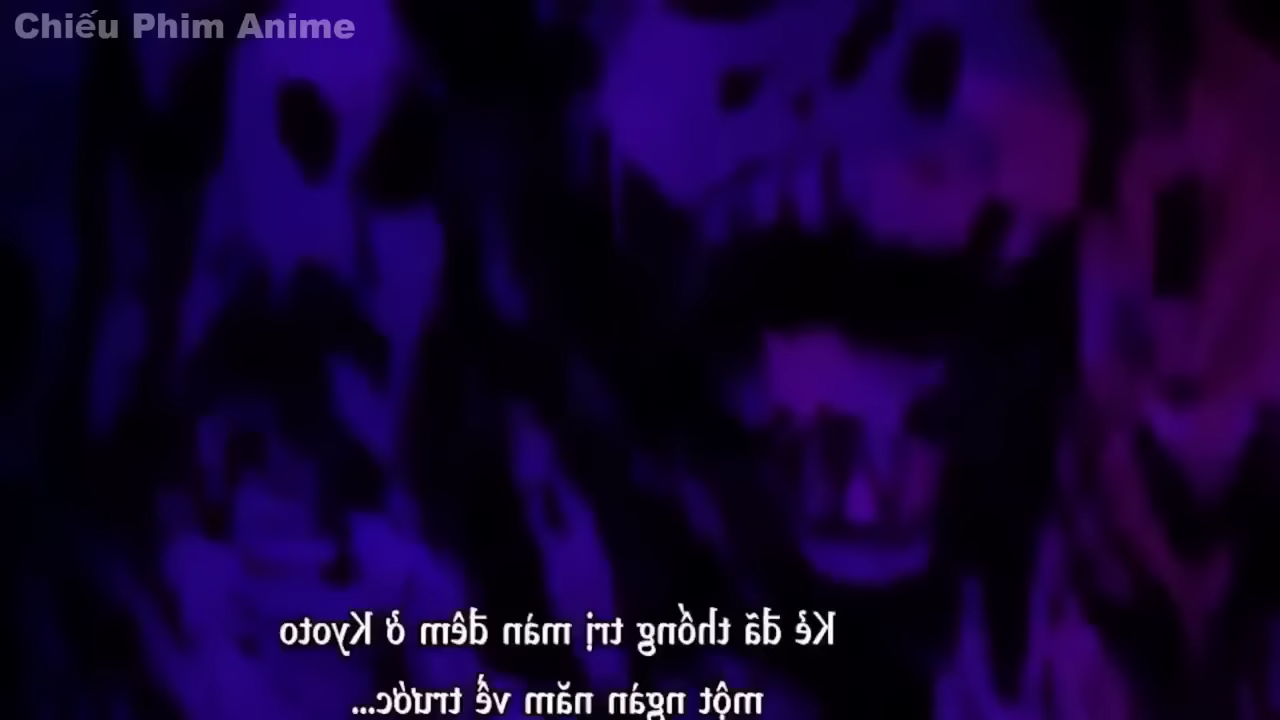 Chiếu Phim Anime
Kẻ đã thống trị màn đêm ở Kyoto
một ngàn năm về trước...